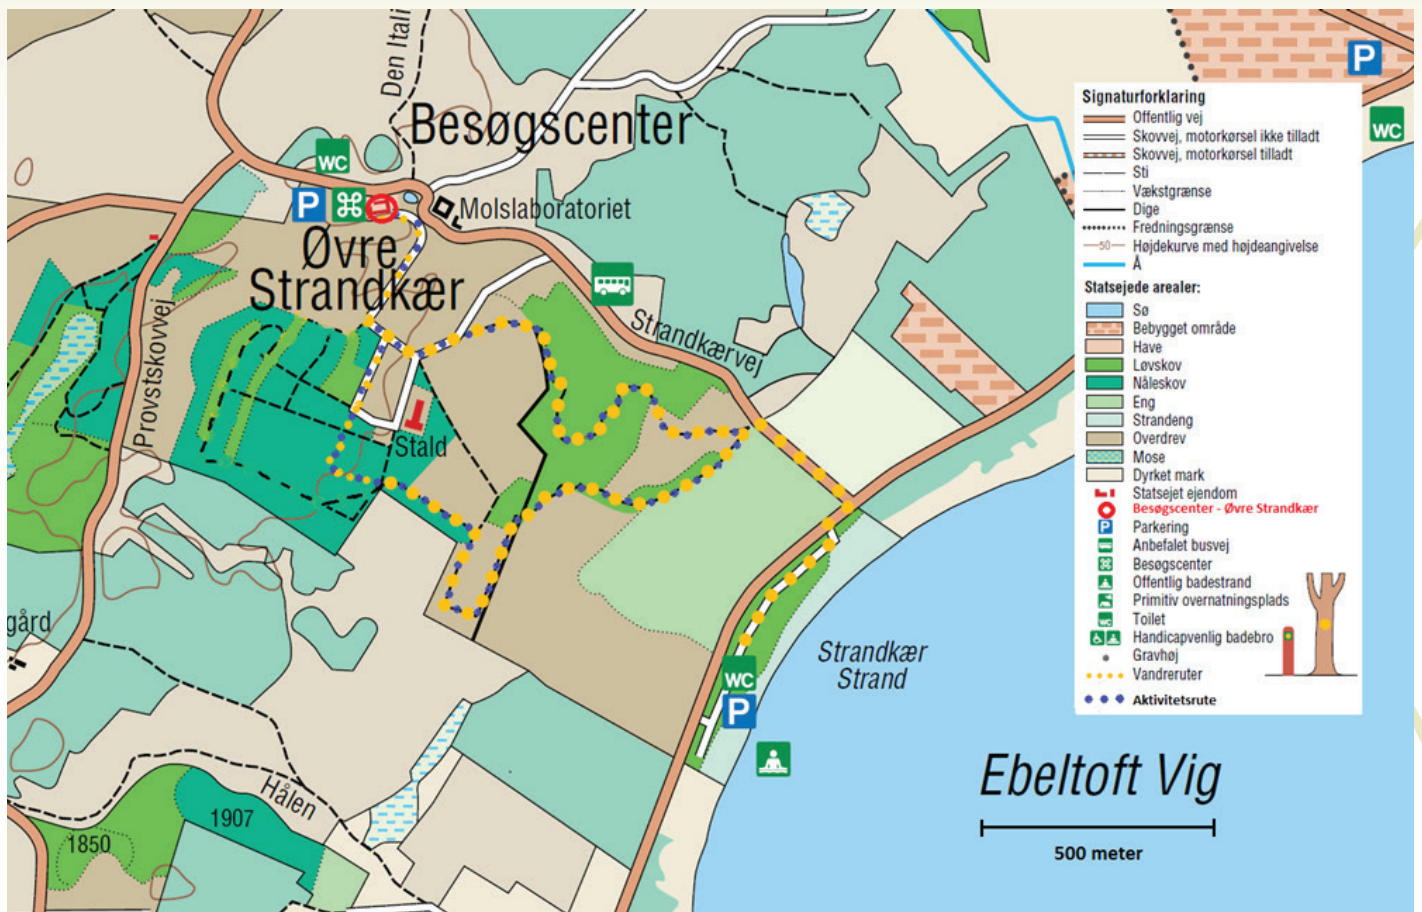 Den Itali
Besøgscenter
WC
P
Molslaboratoriet
Øvre
Strandkær
Strandkærvej
Provstskovvej
Stald
gård
Hålen
1907
1850
WC
P
Strandkær
Strand
Ebeltoft Vig
500 meter
P
WC
Signaturforklaring
Offentlig vej
Skovvej, motorkørsel ikke tilladt
Skovvej, motorkørsel tilladt
Sti
Vækstgrænse
Dige
Fredningsgrænse
50 Højdekurve med højdeangivelse
Å
Statsejede arealer:
Sø
Bebygget område
Have
Løvskov
Nåleskov
Eng
Strandeng
Overdrev
Mose
Dyrket mark
Statsejet ejendom
Besøgscenter - Øvre Strandkær
P Parkering
Anbefalet busvej
Besøgscenter
Offentlig badestrand
Primitiv overnatningsplads
WC Toilet
Handicapvenlig badebro
Gravhøj
Vandreruter
Aktivitetsrute